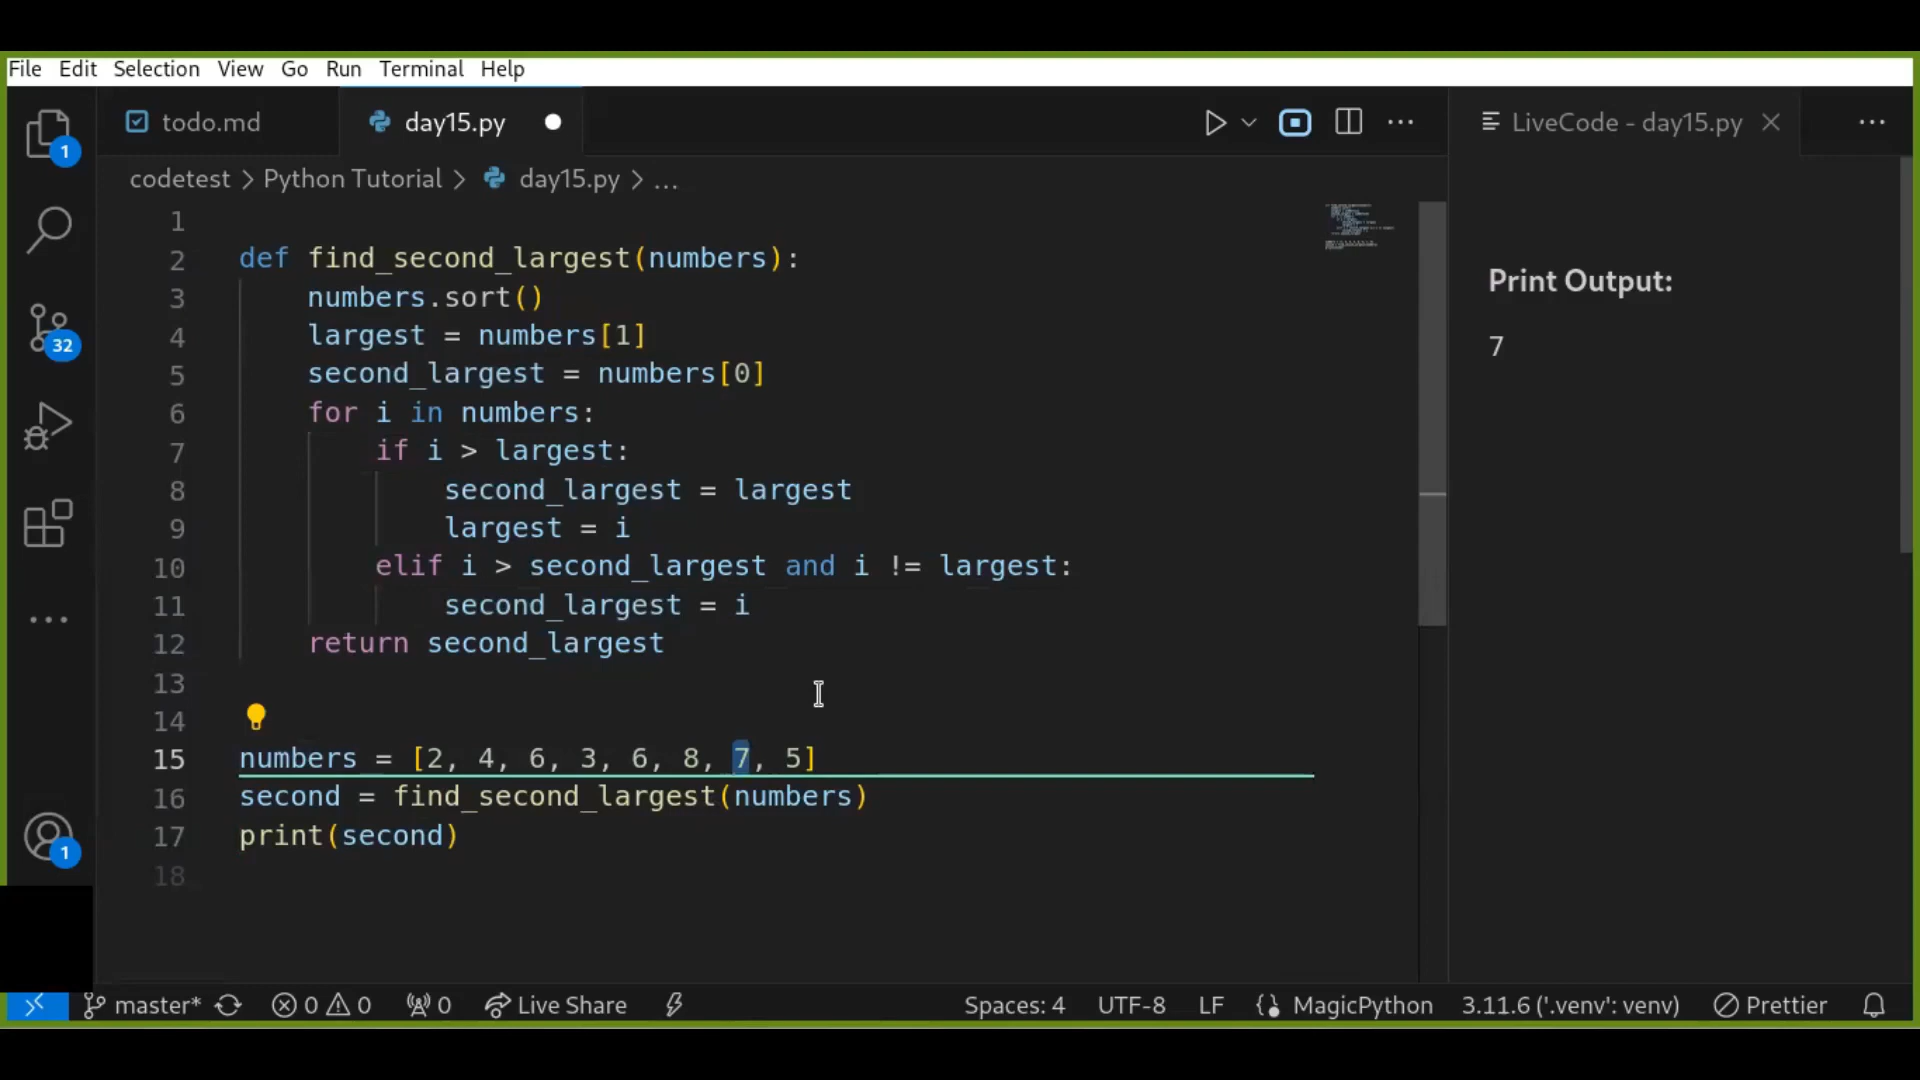 File Edit Selection View Go Run Terminal Help
todo.md day15.py LiveCode - day15.py
codetest > Python Tutorial > day15.py > ...
1
2 def find_second_largest(numbers):
3     numbers.sort()
4     largest = numbers[1]
5     second_largest = numbers[0]
6     for i in numbers:
7         if i > largest:
8             second_largest = largest
9             largest = i
10         elif i > second_largest and i != largest:
11             second_largest = i
12     return second_largest
13
14
15 numbers = [2, 4, 6, 3, 6, 8, 7, 5]
16 second = find_second_largest(numbers)
17 print(second)
18
Print Output:
7
1
32
1
master* 0 0 0 Live Share Spaces: 4 UTF-8 LF MagicPython 3.11.6 ('.venv': venv) Prettier